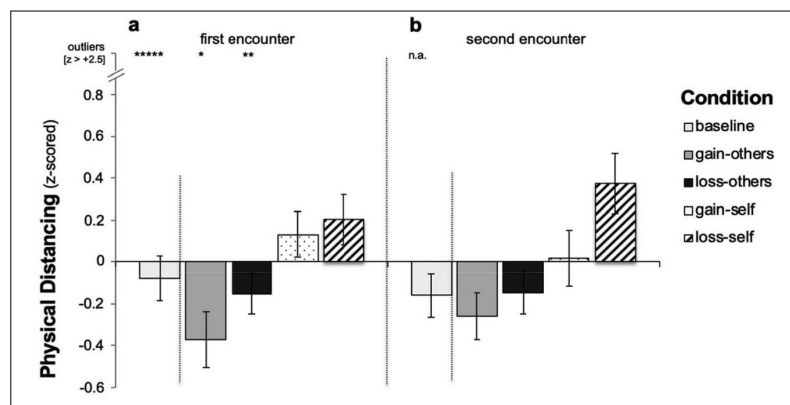 a
b
first encounter
second encounter
outliers
[z > +2.5]
*****
*
**
n.a.
0.8
0.6
0.4
0.2
0
-0.2
-0.4
-0.6
Physical Distancing (z-scored)
Condition
baseline
gain-others
loss-others
gain-self
loss-self